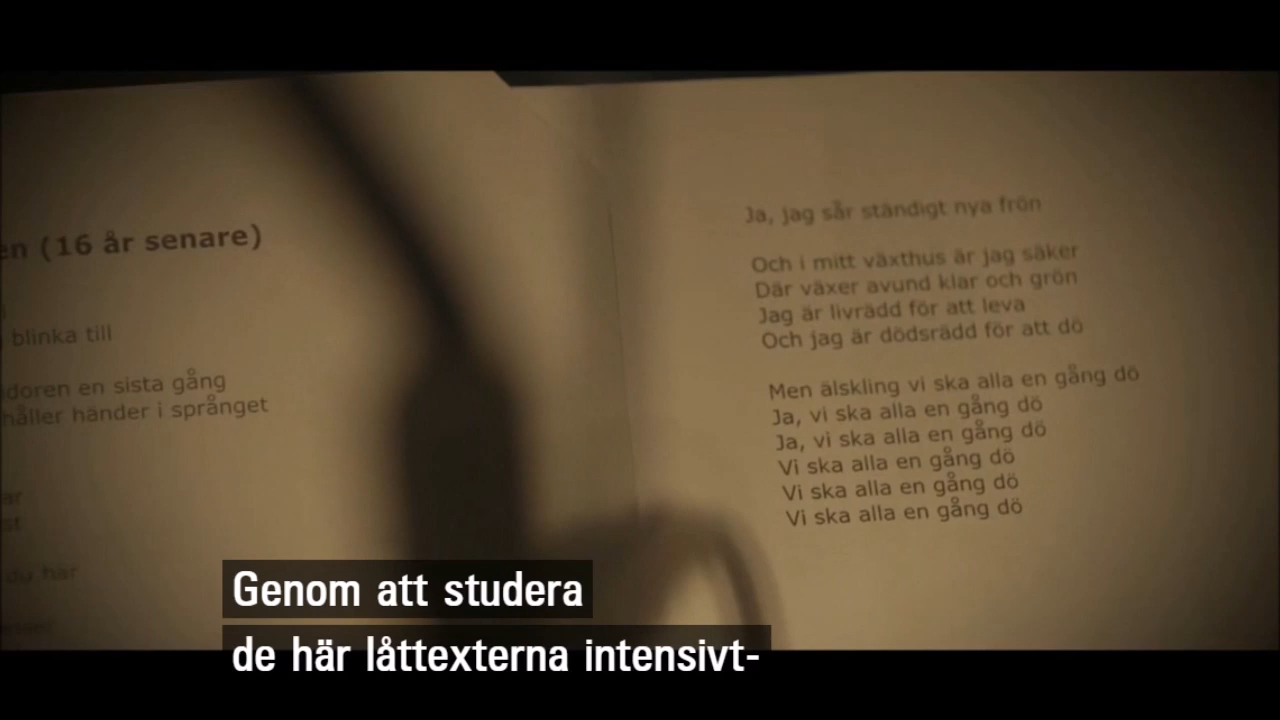 (16 år senare)
blinka till
en sista gång
håller händer i språnget
du har
Ja, jag sår ständigt nya frön
Och i mitt växthus är jag säker
Där växer avund klar och grön
Jag är livrädd för att leva
Och jag är dödsrädd för att dö
Men älskling vi ska alla en gång dö
Ja, vi ska alla en gång dö
Ja, vi ska alla en gång dö
Vi ska alla en gång dö
Vi ska alla en gång dö
Vi ska alla en gång dö
Genom att studera
de här låttexterna intensivt-